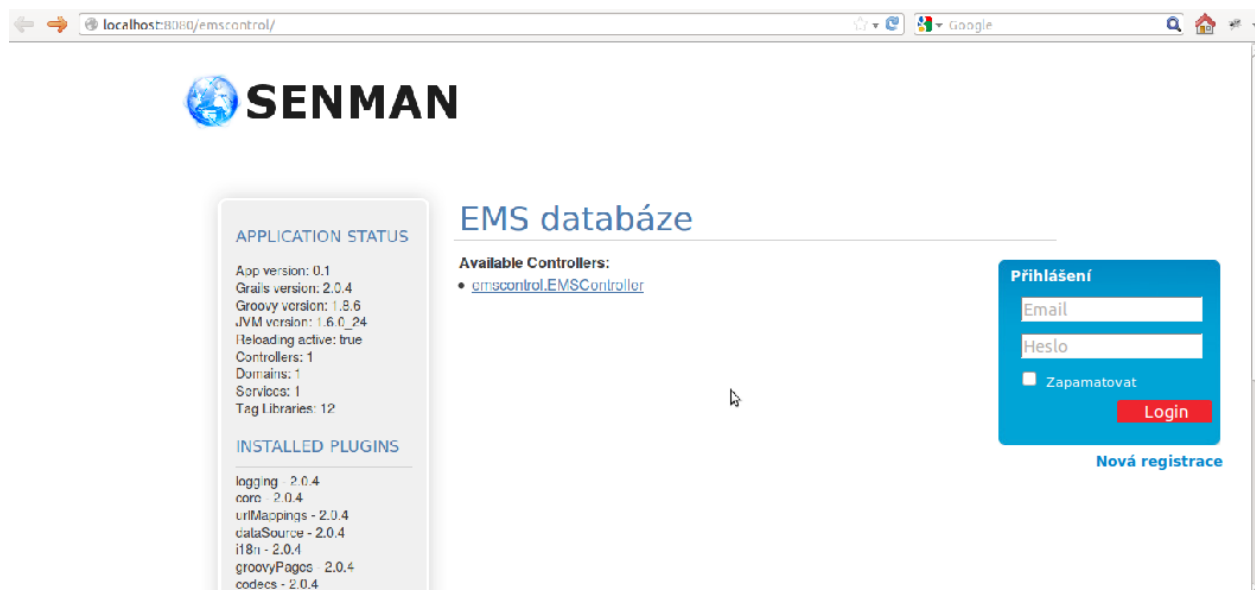 localhost:8080/emscontrol/
Google
SENMAN
APPLICATION STATUS
App version: 0.1
Grails version: 2.0.4
Groovy version: 1.8.6
JVM version: 1.6.0_24
Reloading active: true
Controllers: 1
Domains: 1
Services: 1
Tag Libraries: 12
INSTALLED PLUGINS
logging - 2.0.4
core - 2.0.4
urlMappings - 2.0.4
dataSource - 2.0.4
i18n - 2.0.4
groovyPages - 2.0.4
codecs - 2.0.4
EMS databáze
Available Controllers:
• emscontrol.EMSController
Přihlášení
Email
Heslo
Zapamatovat
Login
Nová registrace